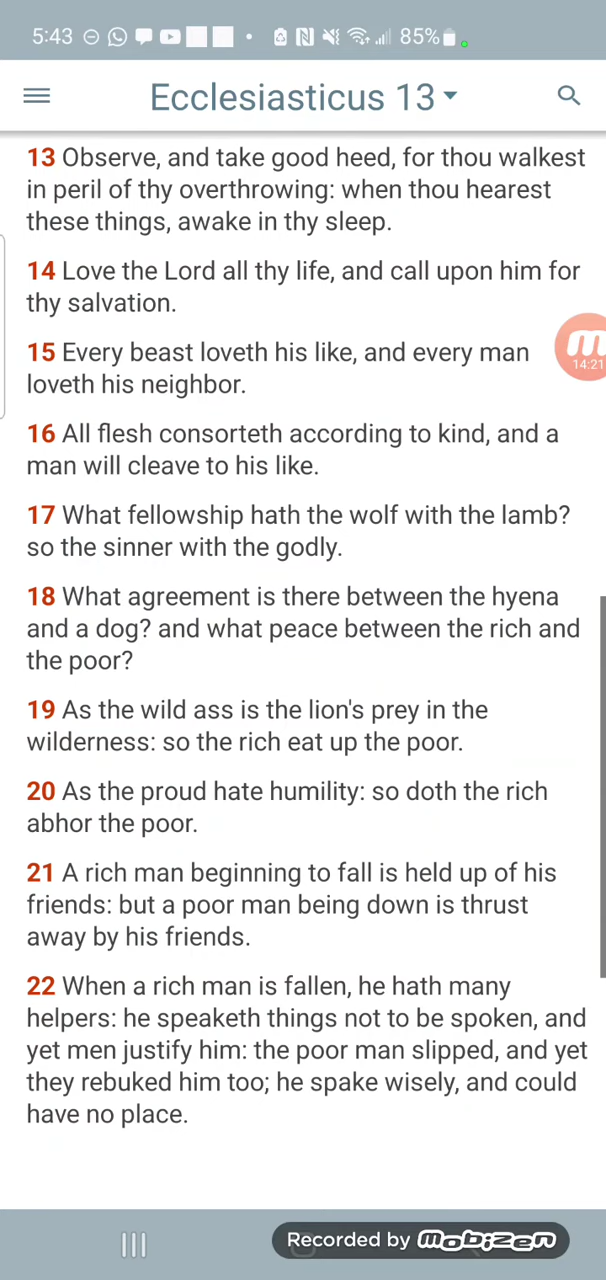 5:43
85%
Ecclesiasticus 13
13 Observe, and take good heed, for thou walkest
in peril of thy overthrowing: when thou hearest
these things, awake in thy sleep.
14 Love the Lord all thy life, and call upon him for
thy salvation.
15 Every beast loveth his like, and every man
loveth his neighbor.
14:21
16 All flesh consorteth according to kind, and a
man will cleave to his like.
17 What fellowship hath the wolf with the lamb?
so the sinner with the godly.
18 What agreement is there between the hyena
and a dog? and what peace between the rich and
the poor?
19 As the wild ass is the lion's prey in the
wilderness: so the rich eat up the poor.
20 As the proud hate humility: so doth the rich
abhor the poor.
21 A rich man beginning to fall is held up of his
friends: but a poor man being down is thrust
away by his friends.
22 When a rich man is fallen, he hath many
helpers: he speaketh things not to be spoken, and
yet men justify him: the poor man slipped, and yet
they rebuked him too; he spake wisely, and could
have no place.
Recorded by mobizen